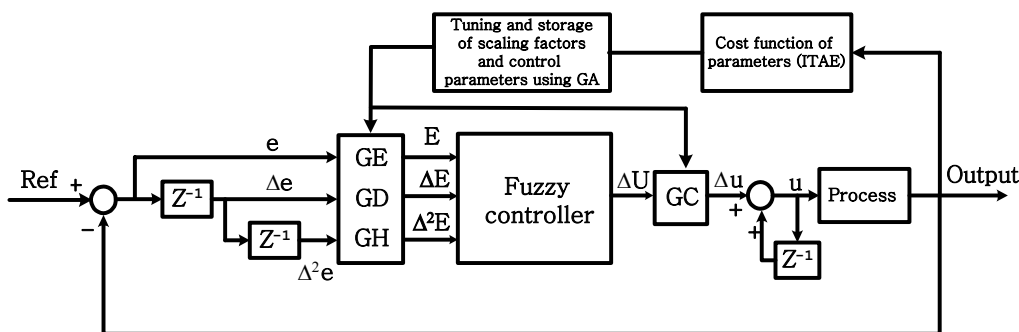 Tuning and storage
of scaling factors
and control
parameters using GA
Cost function of
parameters (ITAE)
Ref
+
−
e
Z⁻¹
Δe
Z⁻¹
Δ²e
GE
GD
GH
E
ΔE
Δ²E
Fuzzy
controller
ΔU
GC
Δu
+
+
u
Z⁻¹
Process
Output